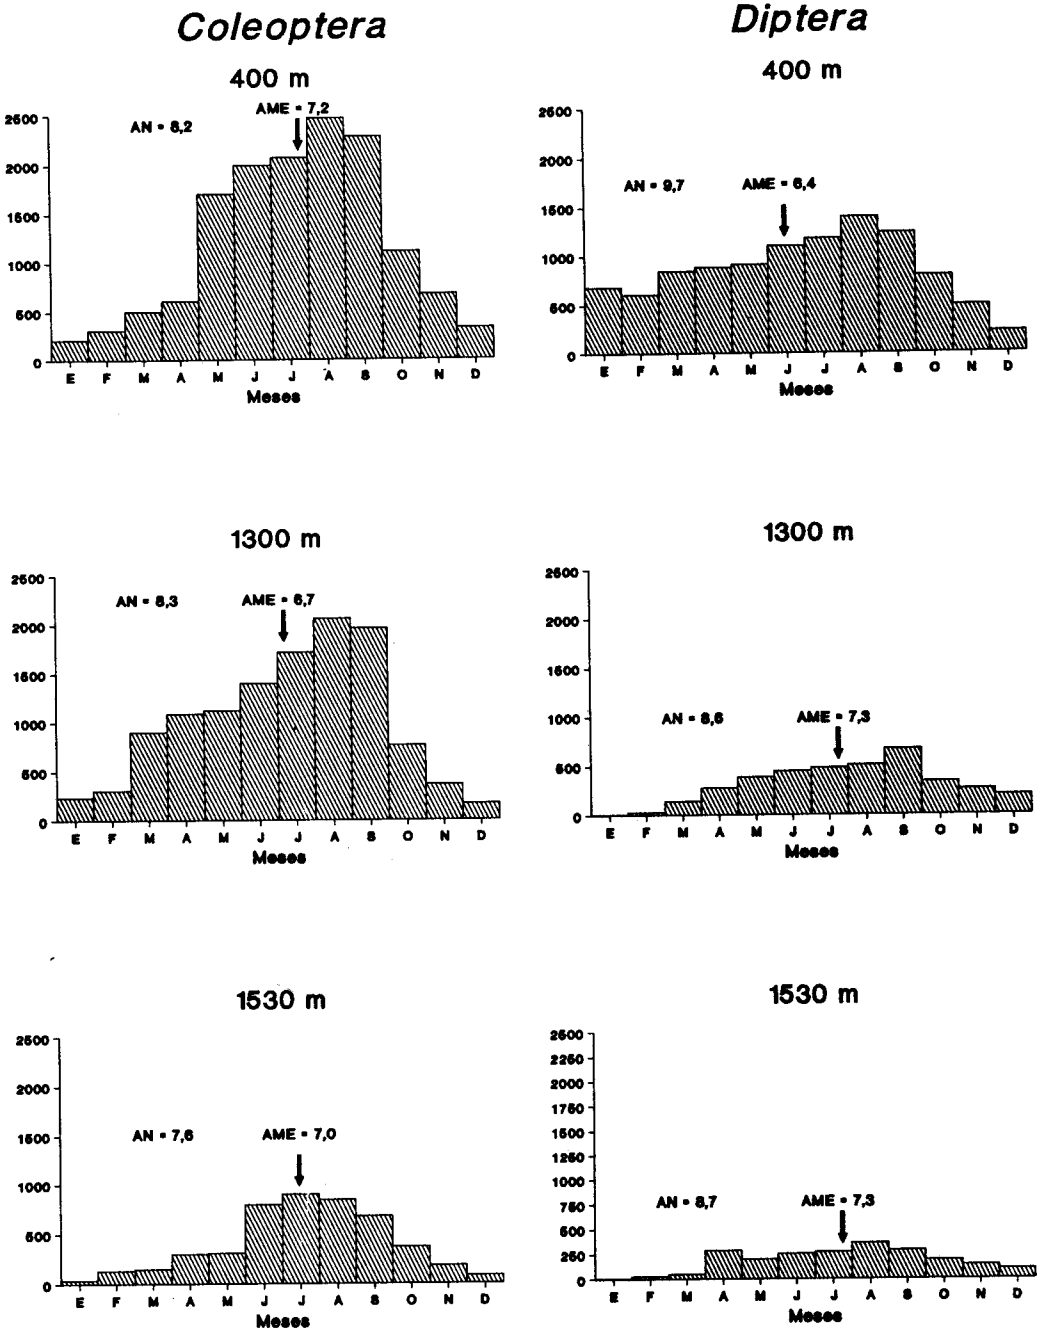 Coleoptera
400 m
AN = 8,2
AME = 7,2
2500
2000
1500
1000
500
0
E F M A M J J A S O N D
Meses
Diptera
400 m
AN = 9,7
AME = 6,4
2500
2000
1500
1000
500
0
E F M A M J J A S O N D
Meses
1300 m
AN = 8,3
AME = 6,7
2500
2000
1500
1000
500
0
E F M A M J J A S O N D
Meses
1300 m
AN = 8,6
AME = 7,3
2500
2000
1500
1000
500
0
E F M A M J J A S O N D
Meses
1530 m
AN = 7,6
AME = 7,0
2500
2000
1500
1000
500
0
E F M A M J J A S O N D
Meses
1530 m
AN = 8,7
AME = 7,3
2500
2250
2000
1750
1500
1250
1000
750
500
250
0
E F M A M J J A S O N D
Meses